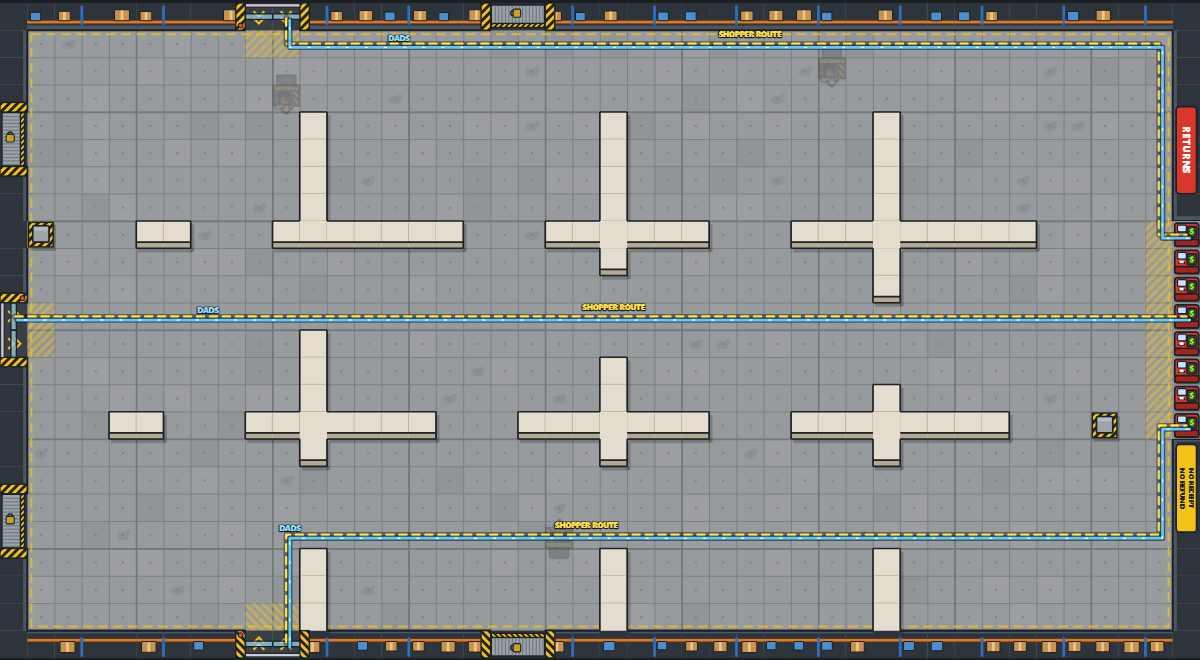 SHOPPER ROUTE
DADS
RETURNS
$
$
$
SHOPPER ROUTE
DADS
$
$
$
$
$
NO RECEIPT
NO REFUND
SHOPPER ROUTE
DADS